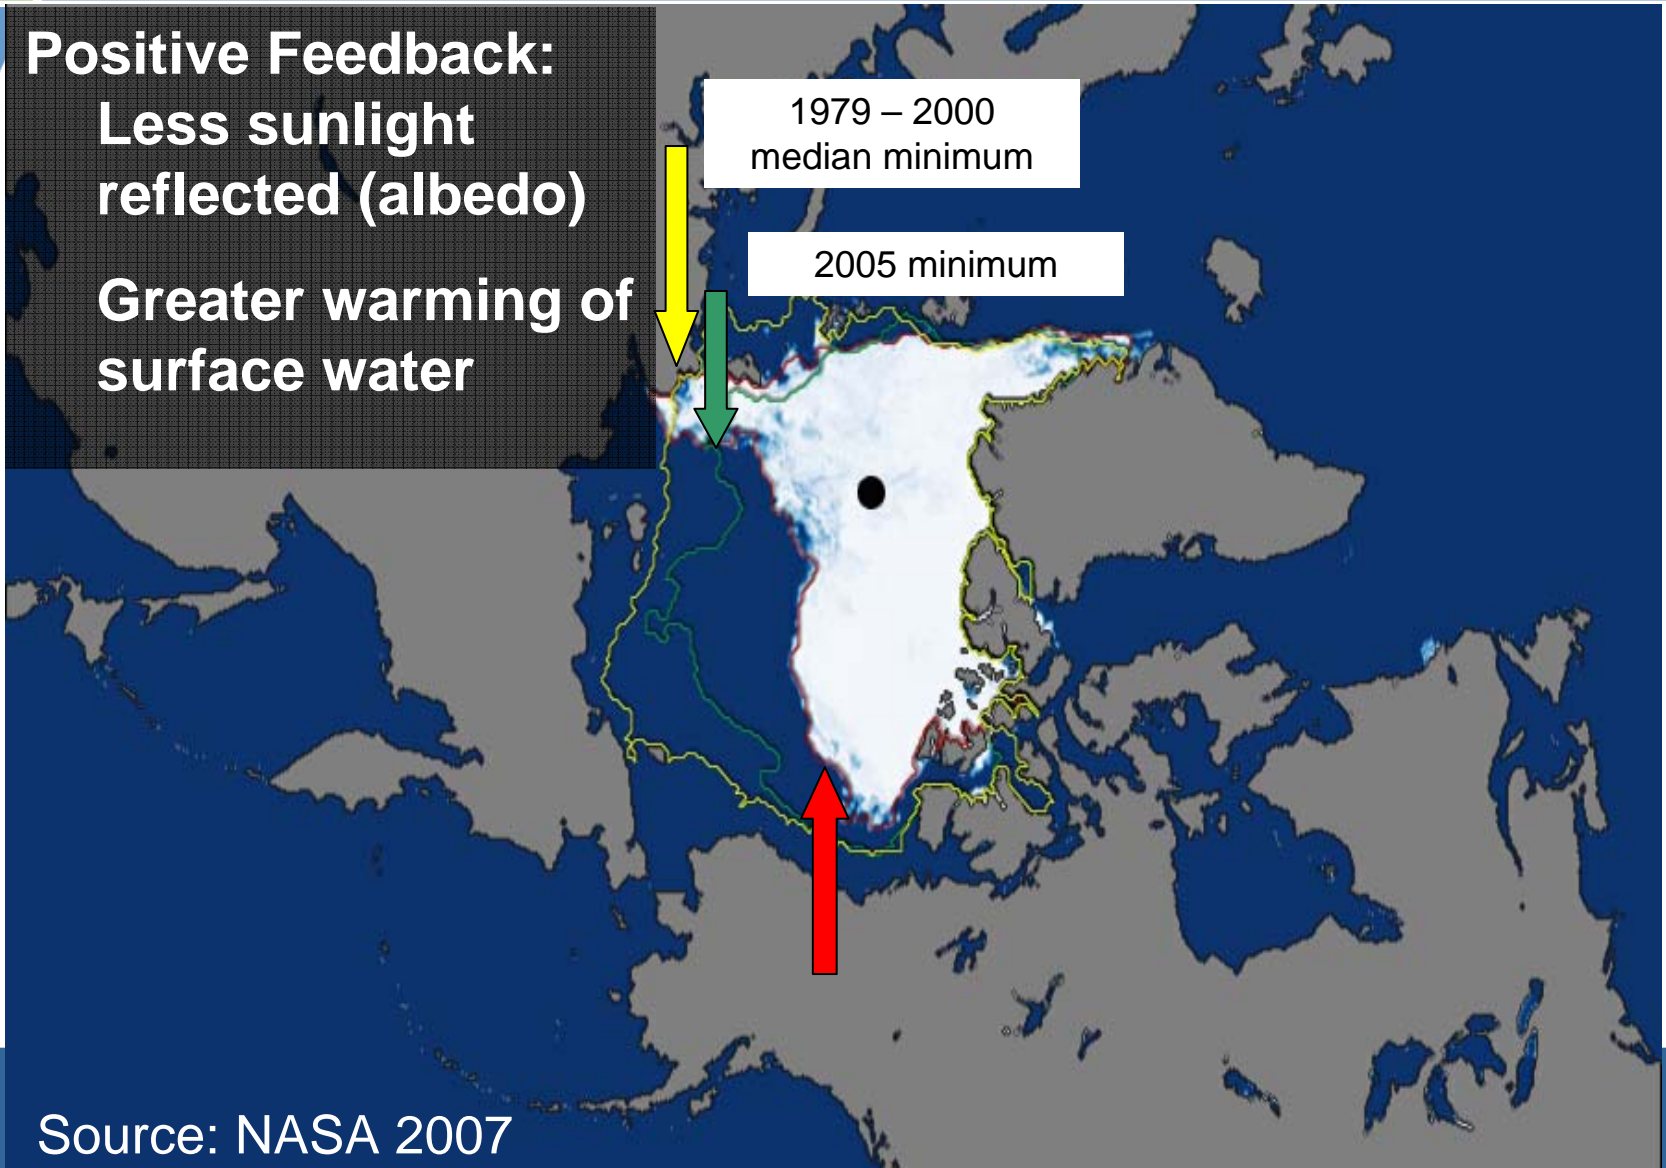 Positive Feedback:
Less sunlight
reflected (albedo)
Greater warming of
surface water
1979 – 2000
median minimum
2005 minimum
Source: NASA 2007